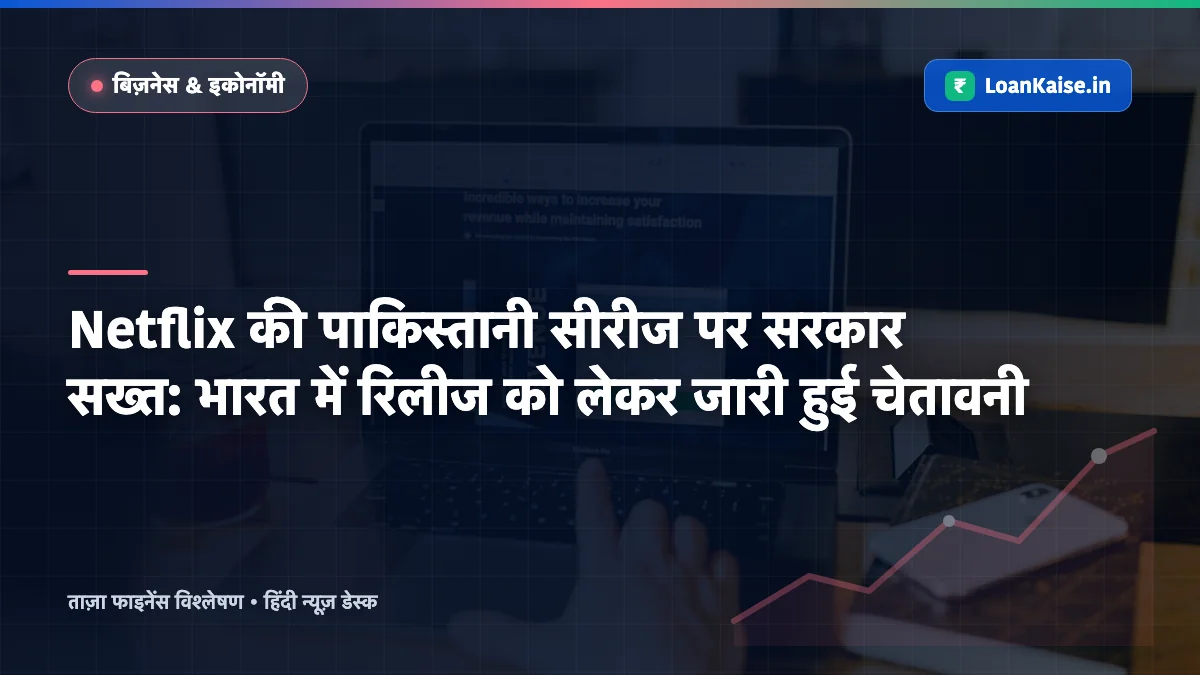 बिज़नेस & इकोनॉमी
₹ LoanKaise.in
Incredible ways to increase your
revenue while maintaining satisfaction
Netflix की पाकिस्तानी सीरीज पर सरकार
सख्त: भारत में रिलीज को लेकर जारी हुई चेतावनी
ताज़ा फाइनेंस विश्लेषण • हिंदी न्यूज़ डेस्क